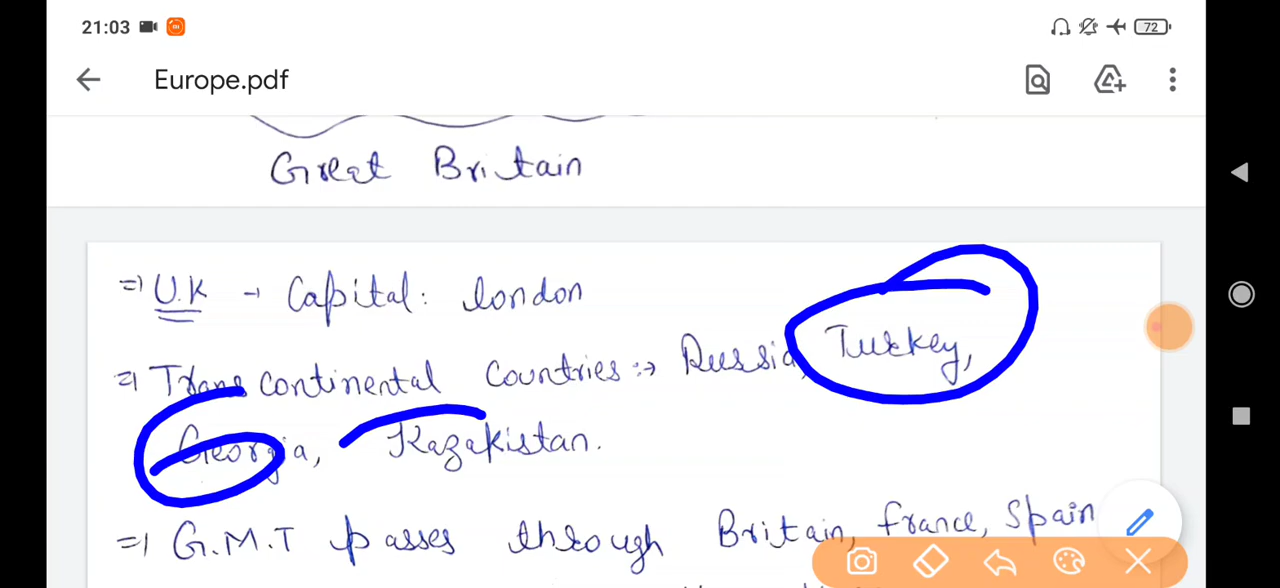 21:03 72
Europe.pdf
Great Britain
⇒ U.K → Capital: london
⇒ Trans continental Countries :→ Russia, Turkey,
Georgia, Kazakistan.
⇒ G.M.T passes through Britain, france, Spain